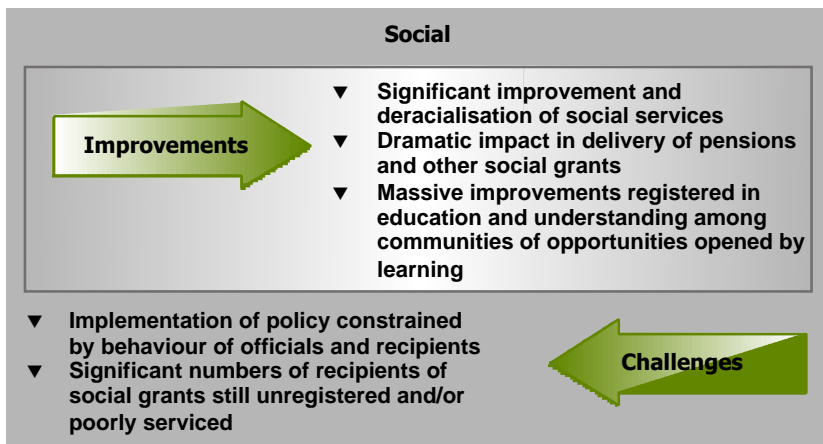 Social
Improvements
▼ Significant improvement and
deracialisation of social services
▼ Dramatic impact in delivery of pensions
and other social grants
▼ Massive improvements registered in
education and understanding among
communities of opportunities opened by
learning
▼ Implementation of policy constrained
by behaviour of officials and recipients
▼ Significant numbers of recipients of
social grants still unregistered and/or
poorly serviced
Challenges